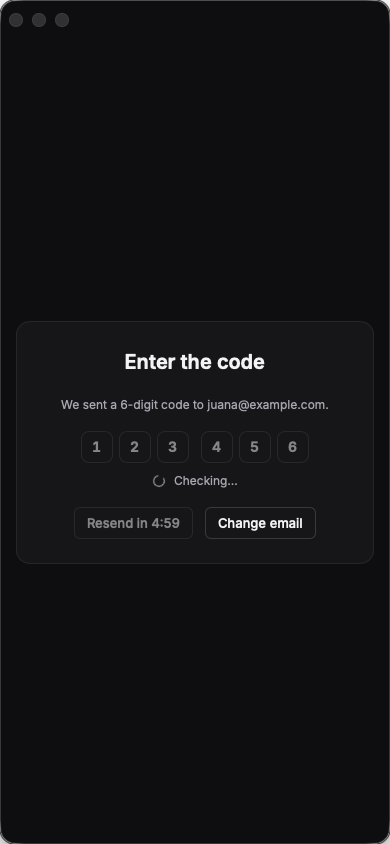 Enter the code
We sent a 6-digit code to juana@example.com.
1 2 3 4 5 6
Checking...
Resend in 4:59 Change email